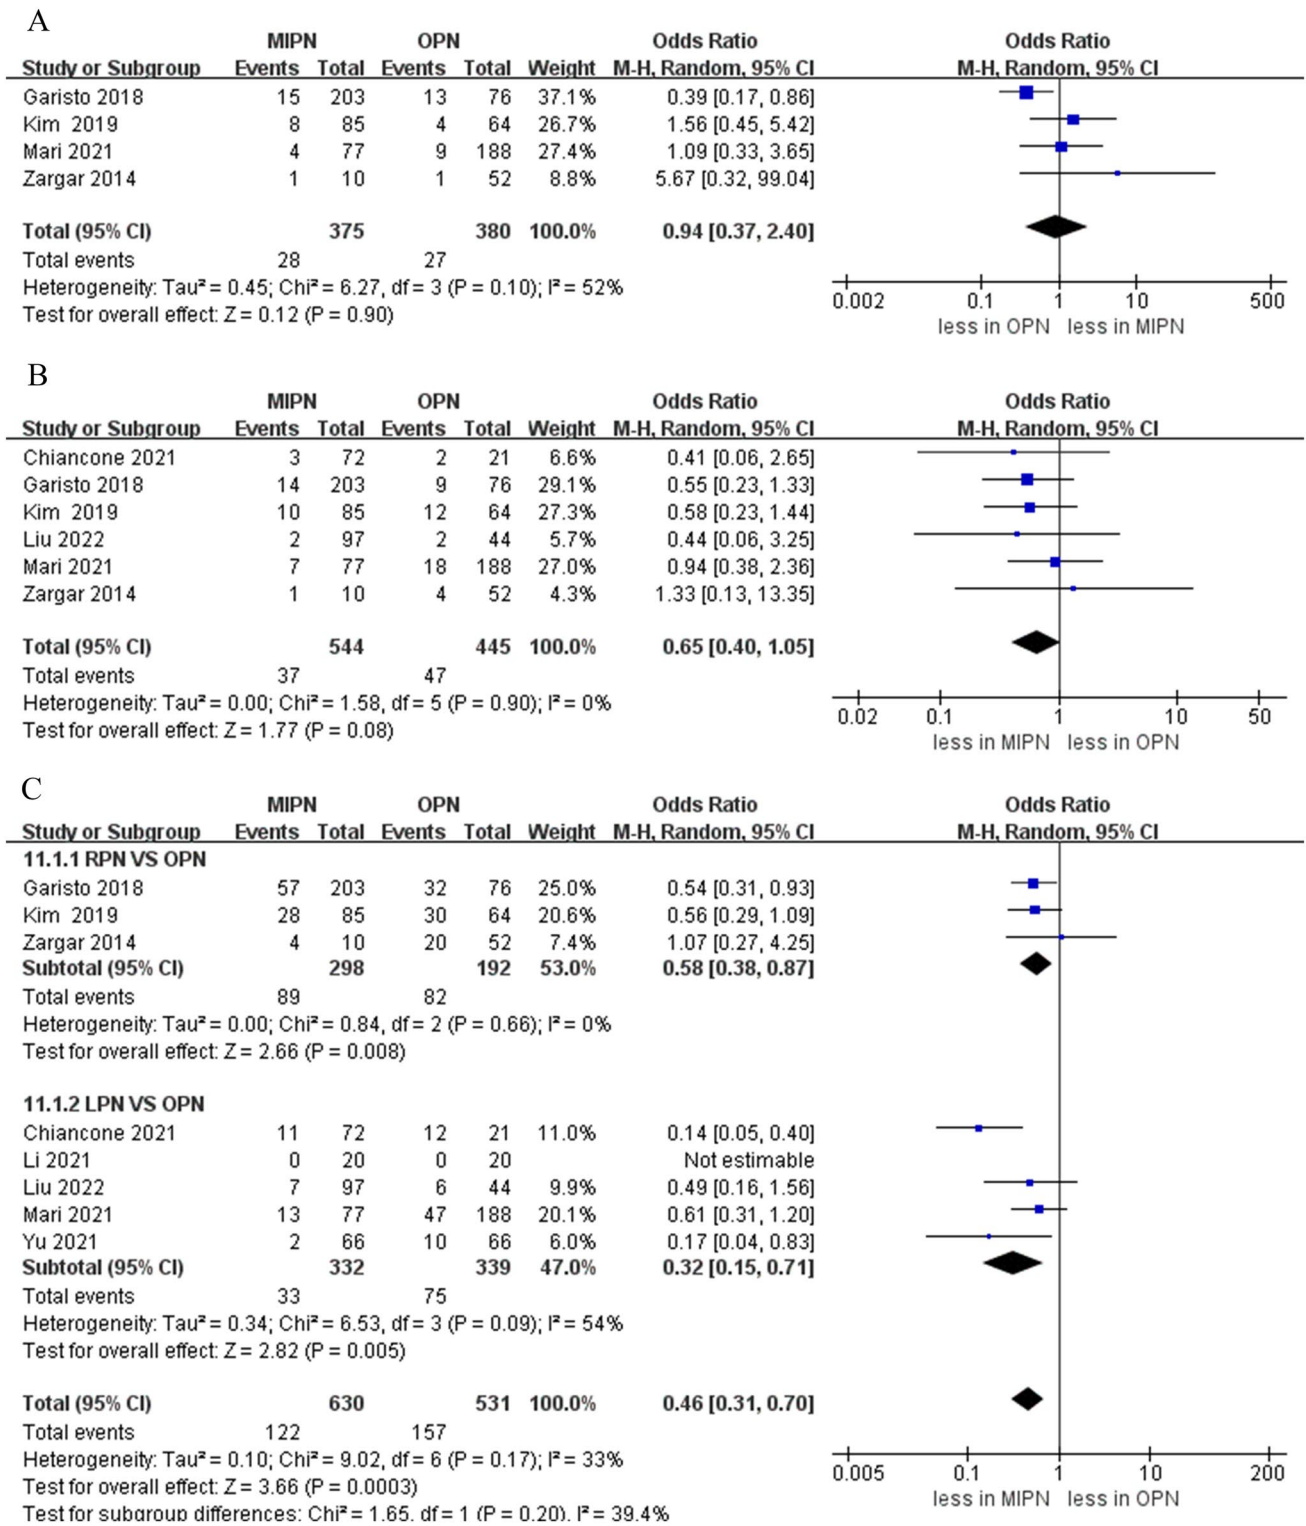 A
MIPN OPN Odds Ratio Odds Ratio
Study or Subgroup Events Total Events Total Weight M-H, Random, 95% CI M-H, Random, 95% CI
Garisto 2018 15 203 13 76 37.1% 0.39 [0.17, 0.86]
Kim 2019 8 85 4 64 26.7% 1.56 [0.45, 5.42]
Mari 2021 4 77 9 188 27.4% 1.09 [0.33, 3.65]
Zargar 2014 1 10 1 52 8.8% 5.67 [0.32, 99.04]
Total (95% CI) 375 380 100.0% 0.94 [0.37, 2.40]
Total events 28 27
Heterogeneity: Tau² = 0.45; Chi² = 6.27, df = 3 (P = 0.10); I² = 52%
Test for overall effect: Z = 0.12 (P = 0.90)
0.002 0.1 1 10 500
less in OPN less in MIPN
B
MIPN OPN Odds Ratio Odds Ratio
Study or Subgroup Events Total Events Total Weight M-H, Random, 95% CI M-H, Random, 95% CI
Chiancone 2021 3 72 2 21 6.6% 0.41 [0.06, 2.65]
Garisto 2018 14 203 9 76 29.1% 0.55 [0.23, 1.33]
Kim 2019 10 85 12 64 27.3% 0.58 [0.23, 1.44]
Liu 2022 2 97 2 44 5.7% 0.44 [0.06, 3.25]
Mari 2021 7 77 18 188 27.0% 0.94 [0.38, 2.36]
Zargar 2014 1 10 4 52 4.3% 1.33 [0.13, 13.35]
Total (95% CI) 544 445 100.0% 0.65 [0.40, 1.05]
Total events 37 47
Heterogeneity: Tau² = 0.00; Chi² = 1.58, df = 5 (P = 0.90); I² = 0%
Test for overall effect: Z = 1.77 (P = 0.08)
0.02 0.1 1 10 50
less in MIPN less in OPN
C
MIPN OPN Odds Ratio Odds Ratio
Study or Subgroup Events Total Events Total Weight M-H, Random, 95% CI M-H, Random, 95% CI
11.1.1 RPN VS OPN
Garisto 2018 57 203 32 76 25.0% 0.54 [0.31, 0.93]
Kim 2019 28 85 30 64 20.6% 0.56 [0.29, 1.09]
Zargar 2014 4 10 20 52 7.4% 1.07 [0.27, 4.25]
Subtotal (95% CI) 298 192 53.0% 0.58 [0.38, 0.87]
Total events 89 82
Heterogeneity: Tau² = 0.00; Chi² = 0.84, df = 2 (P = 0.66); I² = 0%
Test for overall effect: Z = 2.66 (P = 0.008)
11.1.2 LPN VS OPN
Chiancone 2021 11 72 12 21 11.0% 0.14 [0.05, 0.40]
Li 2021 0 20 0 20 Not estimable
Liu 2022 7 97 6 44 9.9% 0.49 [0.16, 1.56]
Mari 2021 13 77 47 188 20.1% 0.61 [0.31, 1.20]
Yu 2021 2 66 10 66 6.0% 0.17 [0.04, 0.83]
Subtotal (95% CI) 332 339 47.0% 0.32 [0.15, 0.71]
Total events 33 75
Heterogeneity: Tau² = 0.34; Chi² = 6.53, df = 3 (P = 0.09); I² = 54%
Test for overall effect: Z = 2.82 (P = 0.005)
Total (95% CI) 630 531 100.0% 0.46 [0.31, 0.70]
Total events 122 157
Heterogeneity: Tau² = 0.10; Chi² = 9.02, df = 6 (P = 0.17); I² = 33%
Test for overall effect: Z = 3.66 (P = 0.0003)
Test for subgroup differences: Chi² = 1.65, df = 1 (P = 0.20), I² = 39.4%
0.005 0.1 1 10 200
less in MIPN less in OPN